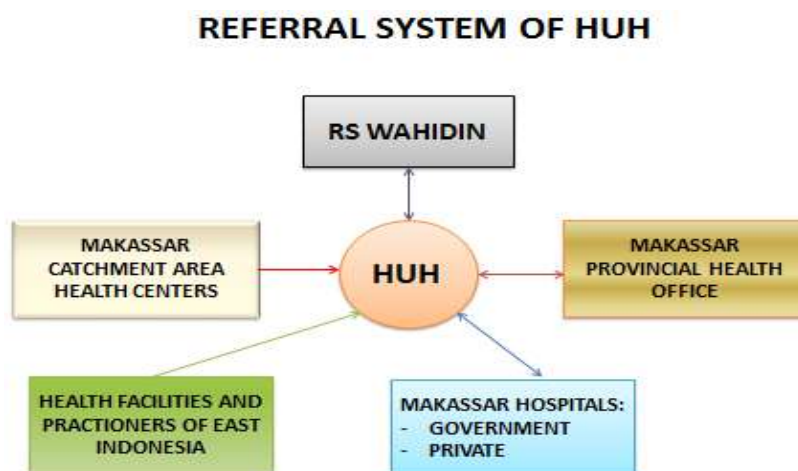 REFERRAL SYSTEM OF HUH
RS WAHIDIN
MAKASSAR
CATCHMENT AREA
HEALTH CENTERS
HUH
MAKASSAR
PROVINCIAL HEALTH
OFFICE
HEALTH FACILITIES AND
PRACTIONERS OF EAST
INDONESIA
MAKASSAR HOSPITALS:
- GOVERNMENT
- PRIVATE